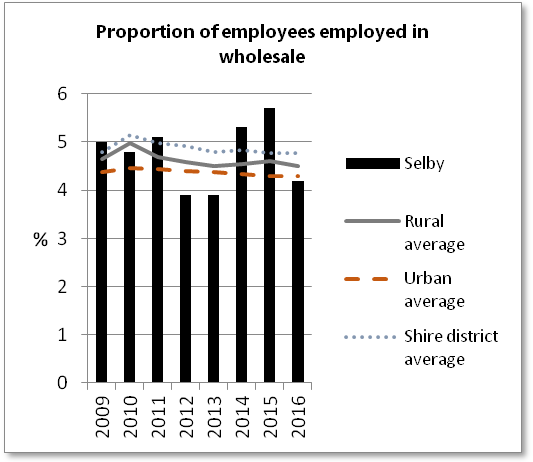 Proportion of employees employed in
wholesale
6
5
4
%
3
2
1
0
2009
2010
2011
2012
2013
2014
2015
2016
Selby
Rural
average
Urban
average
Shire district
average